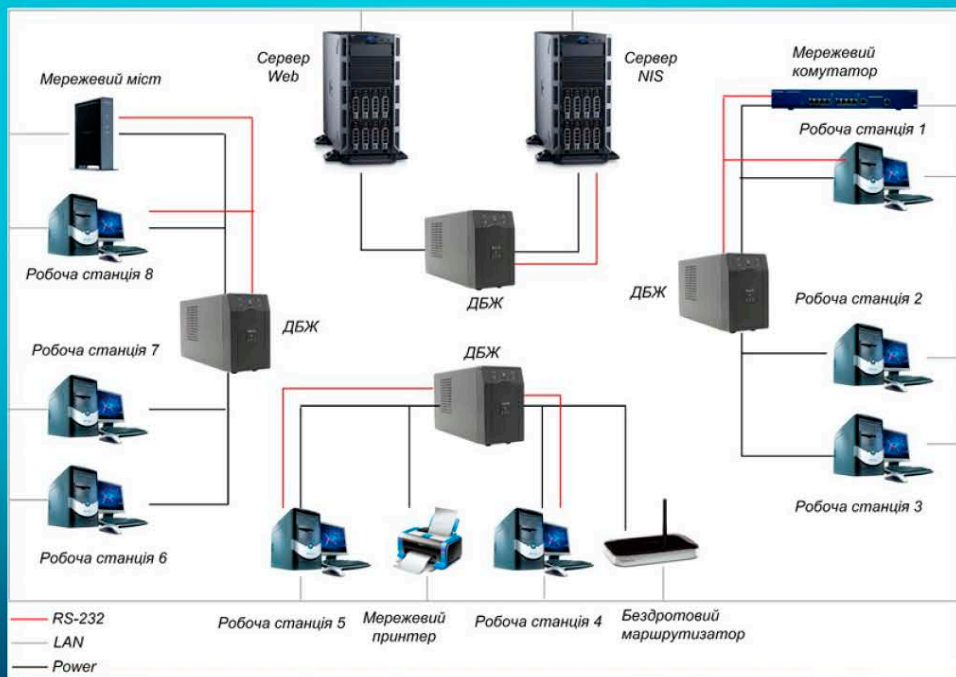 Сервер
Web
Сервер
NIS
Мережевий
комутатор
Мережевий міст
Робоча станція 1
Робоча станція 8
ДБЖ
ДБЖ
ДБЖ
Робоча станція 2
Робоча станція 7
ДБЖ
Робоча станція 3
Робоча станція 6
Робоча станція 5
Мережевий
принтер
Робоча станція 4
Бездротовий
маршрутизатор
RS-232
LAN
Power